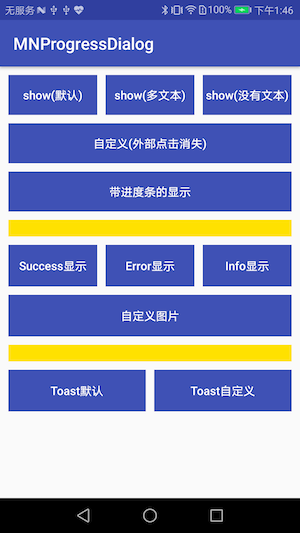 无服务 100% 下午1:46
MNProgressDialog
show(默认) show(多文本) show(没有文本)
自定义(外部点击消失)
带进度条的显示
Success显示 Error显示 Info显示
自定义图片
Toast默认 Toast自定义